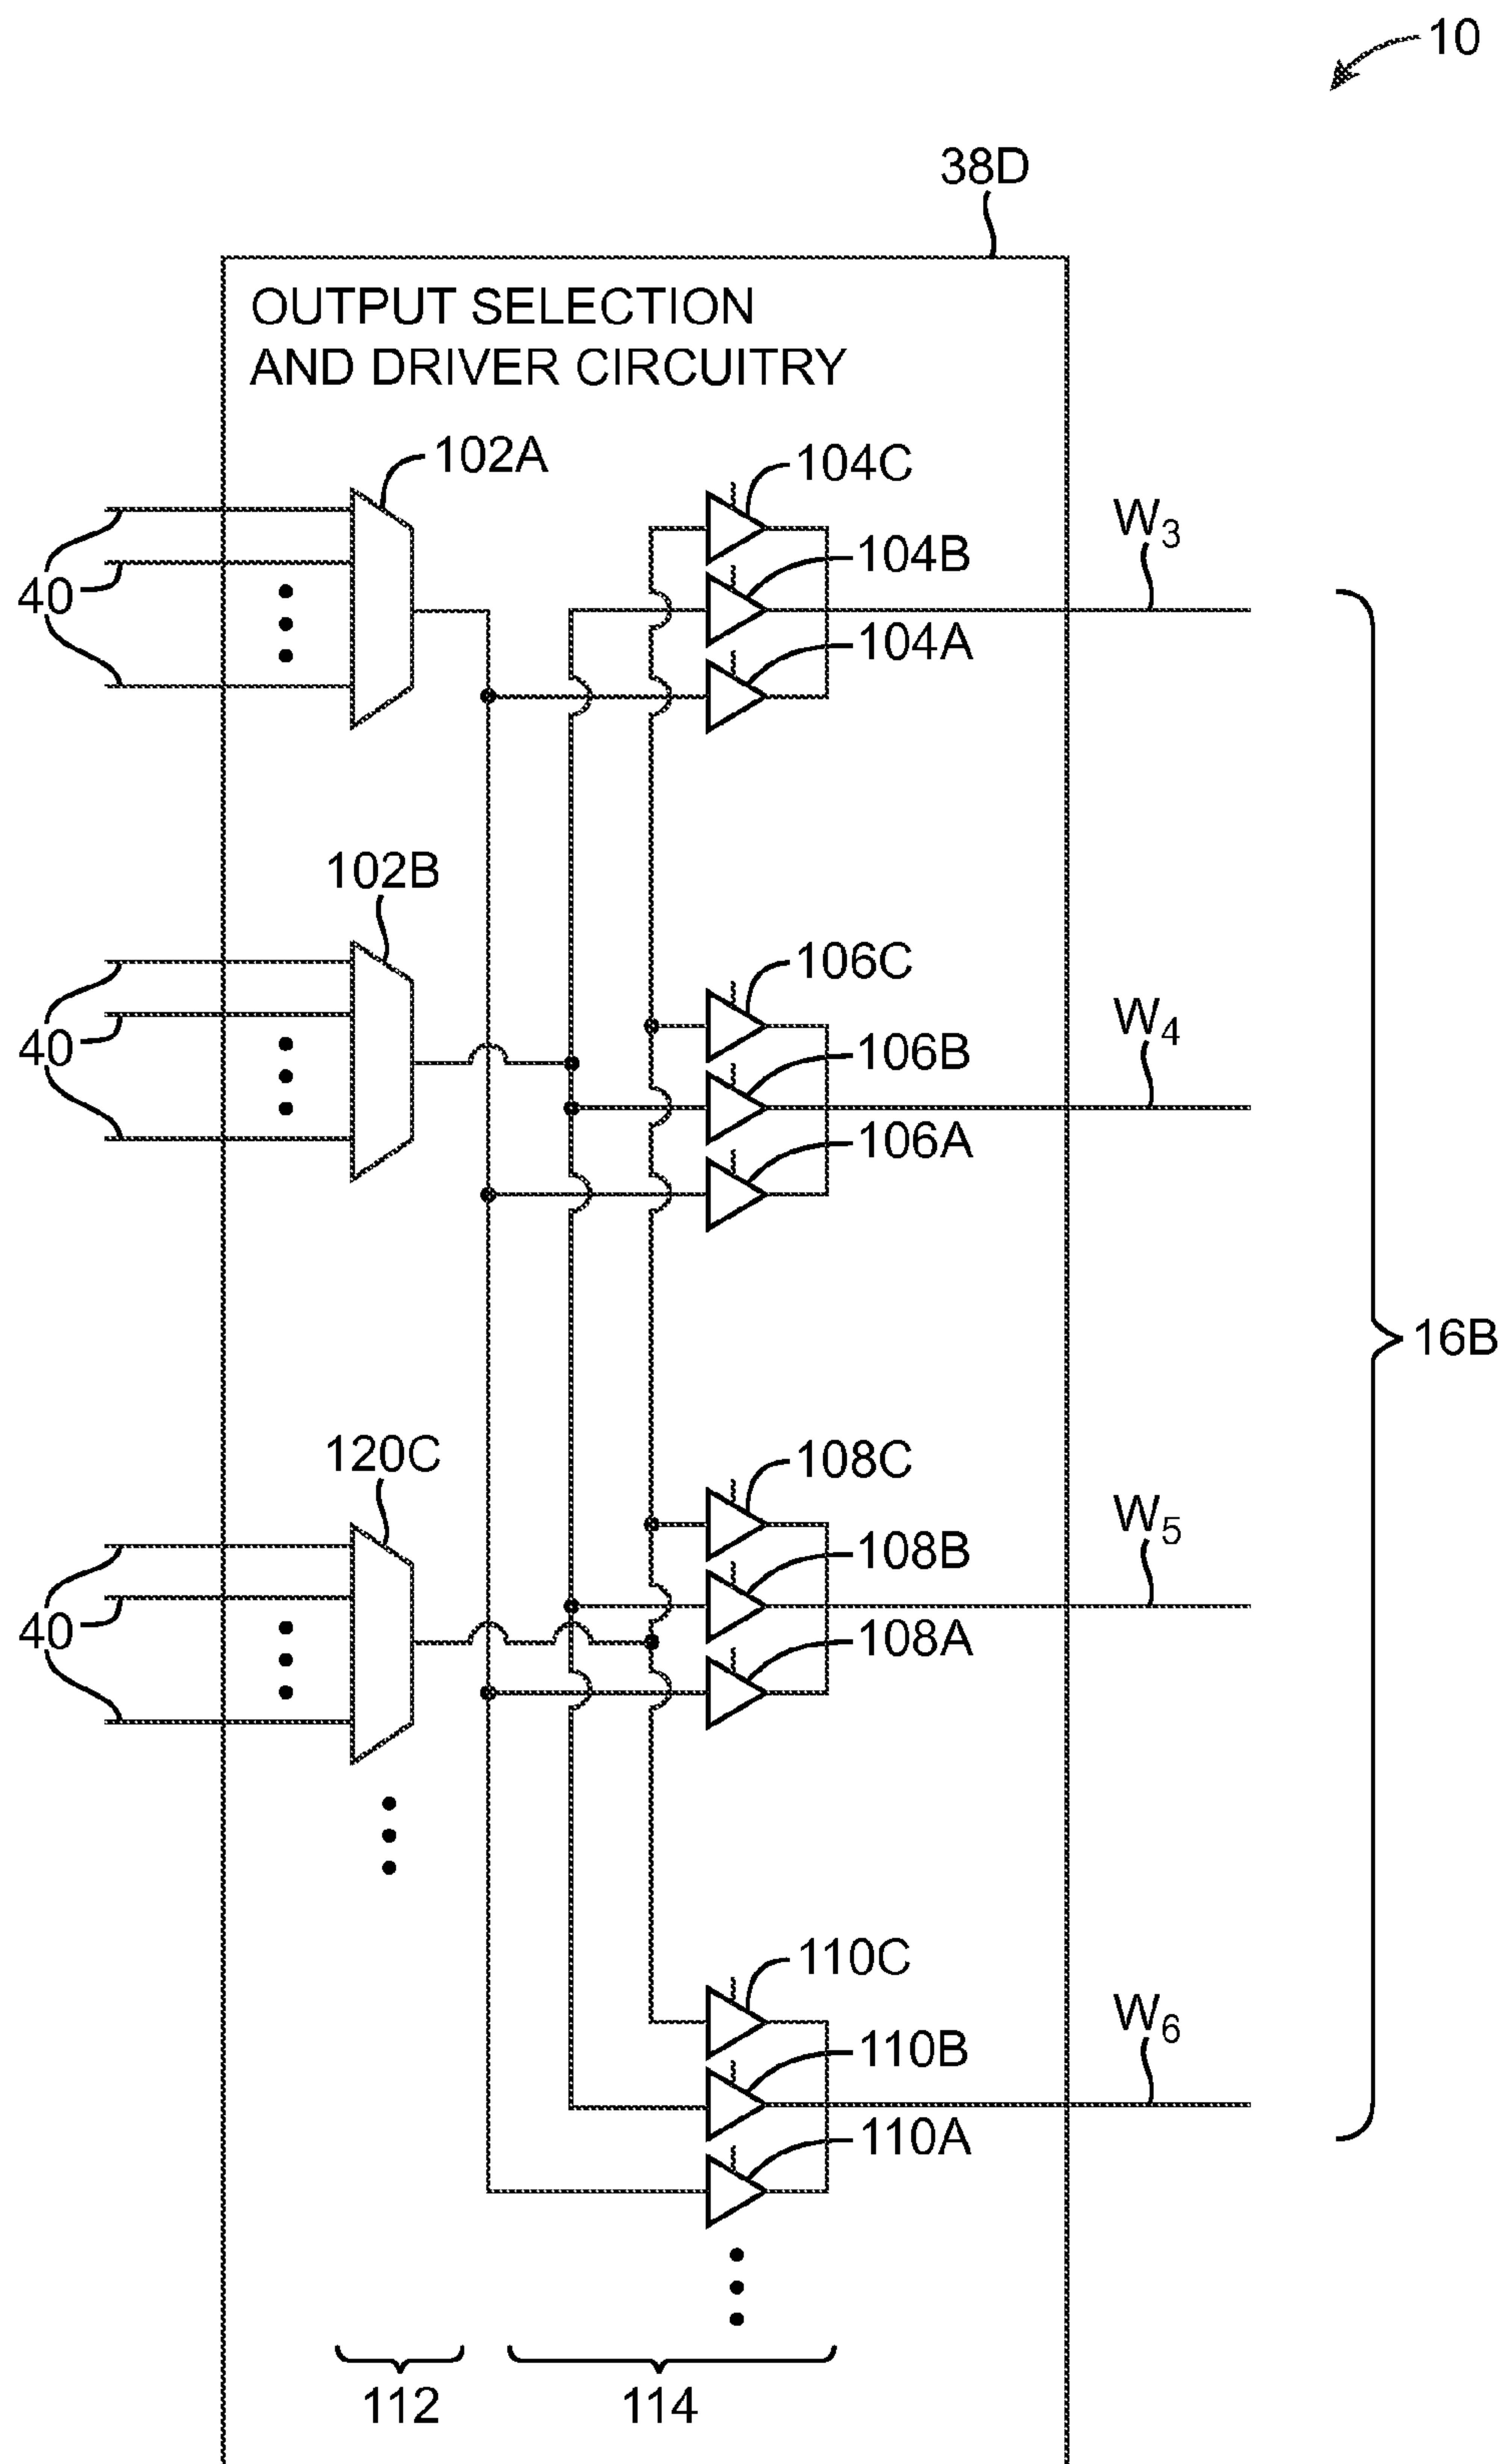 10
38D
OUTPUT SELECTION
AND DRIVER CIRCUITRY
102A
104C
W3
104B
40
104A
102B
106C
W4
106B
40
106A
16B
120C
108C
W5
108B
40
108A
110C
W6
110B
110A
112
114